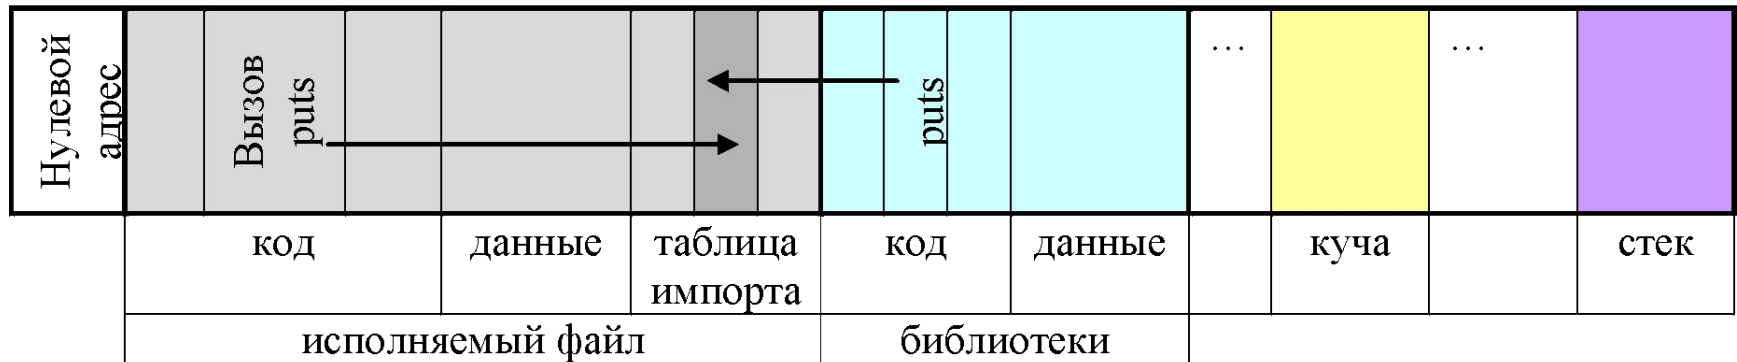 Нулевой
адрес
Вызов
puts
puts
…
…
код
данные
таблица
импорта
код
данные
куча
стек
исполняемый файл
библиотеки